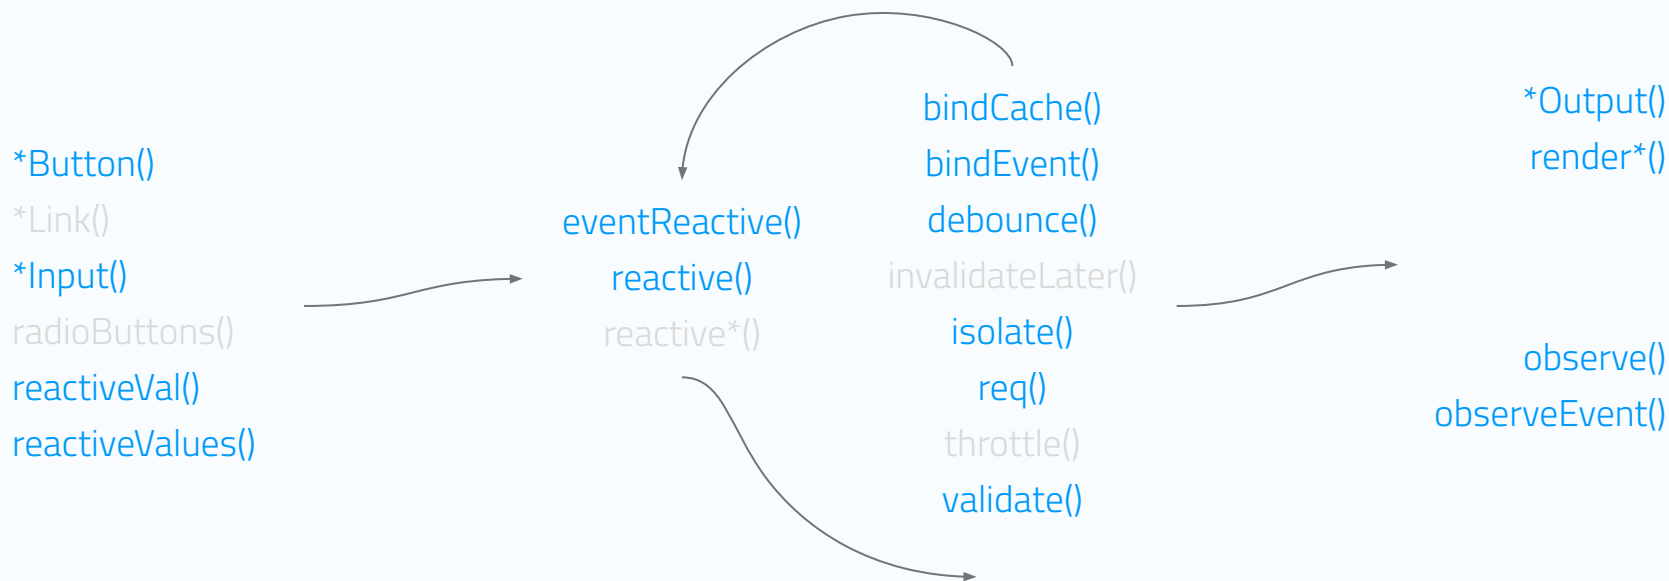 *Button()
*Link()
*Input()
radioButtons()
reactiveVal()
reactiveValues()
eventReactive()
reactive()
reactive*()
bindCache()
bindEvent()
debounce()
invalidateLater()
isolate()
req()
throttle()
validate()
*Output()
render*()
observe()
observeEvent()